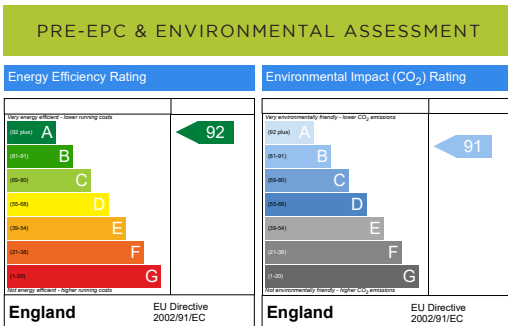 PRE-EPC & ENVIRONMENTAL ASSESSMENT
Energy Efficiency Rating
Very energy efficient - lower running costs
(92 plus) A
92
(81-91) B
(69-80) C
(55-68) D
(39-54) E
(21-38) F
(1-20) G
Not energy efficient - higher running costs
England
EU Directive
2002/91/EC
Environmental Impact (CO2) Rating
Very environmentally friendly - lower CO2 emissions
(92 plus) A
(81-91) B
91
(69-80) C
(55-68) D
(39-54) E
(21-38) F
(1-20) G
Not environmentally friendly - higher CO2 emissions
England
EU Directive
2002/91/EC